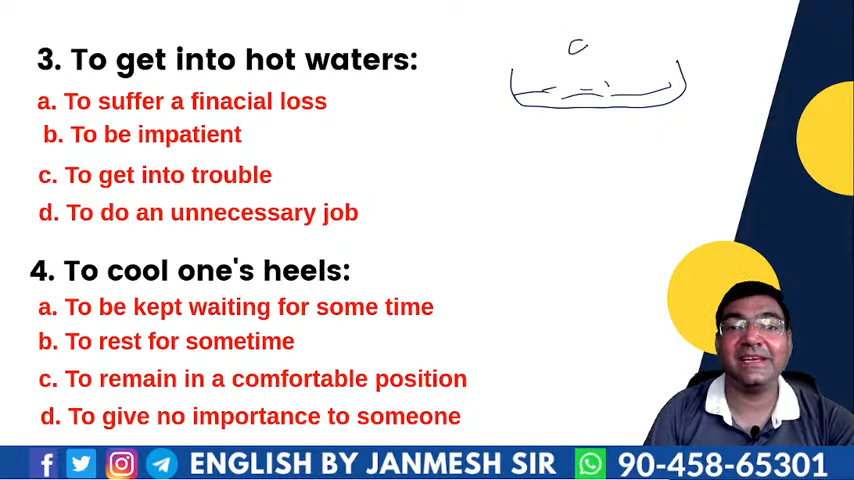 3. To get into hot waters:
a. To suffer a finacial loss
b. To be impatient
c. To get into trouble
d. To do an unnecessary job
4. To cool one's heels:
a. To be kept waiting for some time
b. To rest for sometime
c. To remain in a comfortable position
d. To give no importance to someone
ENGLISH BY JANMESH SIR 90-458-65301